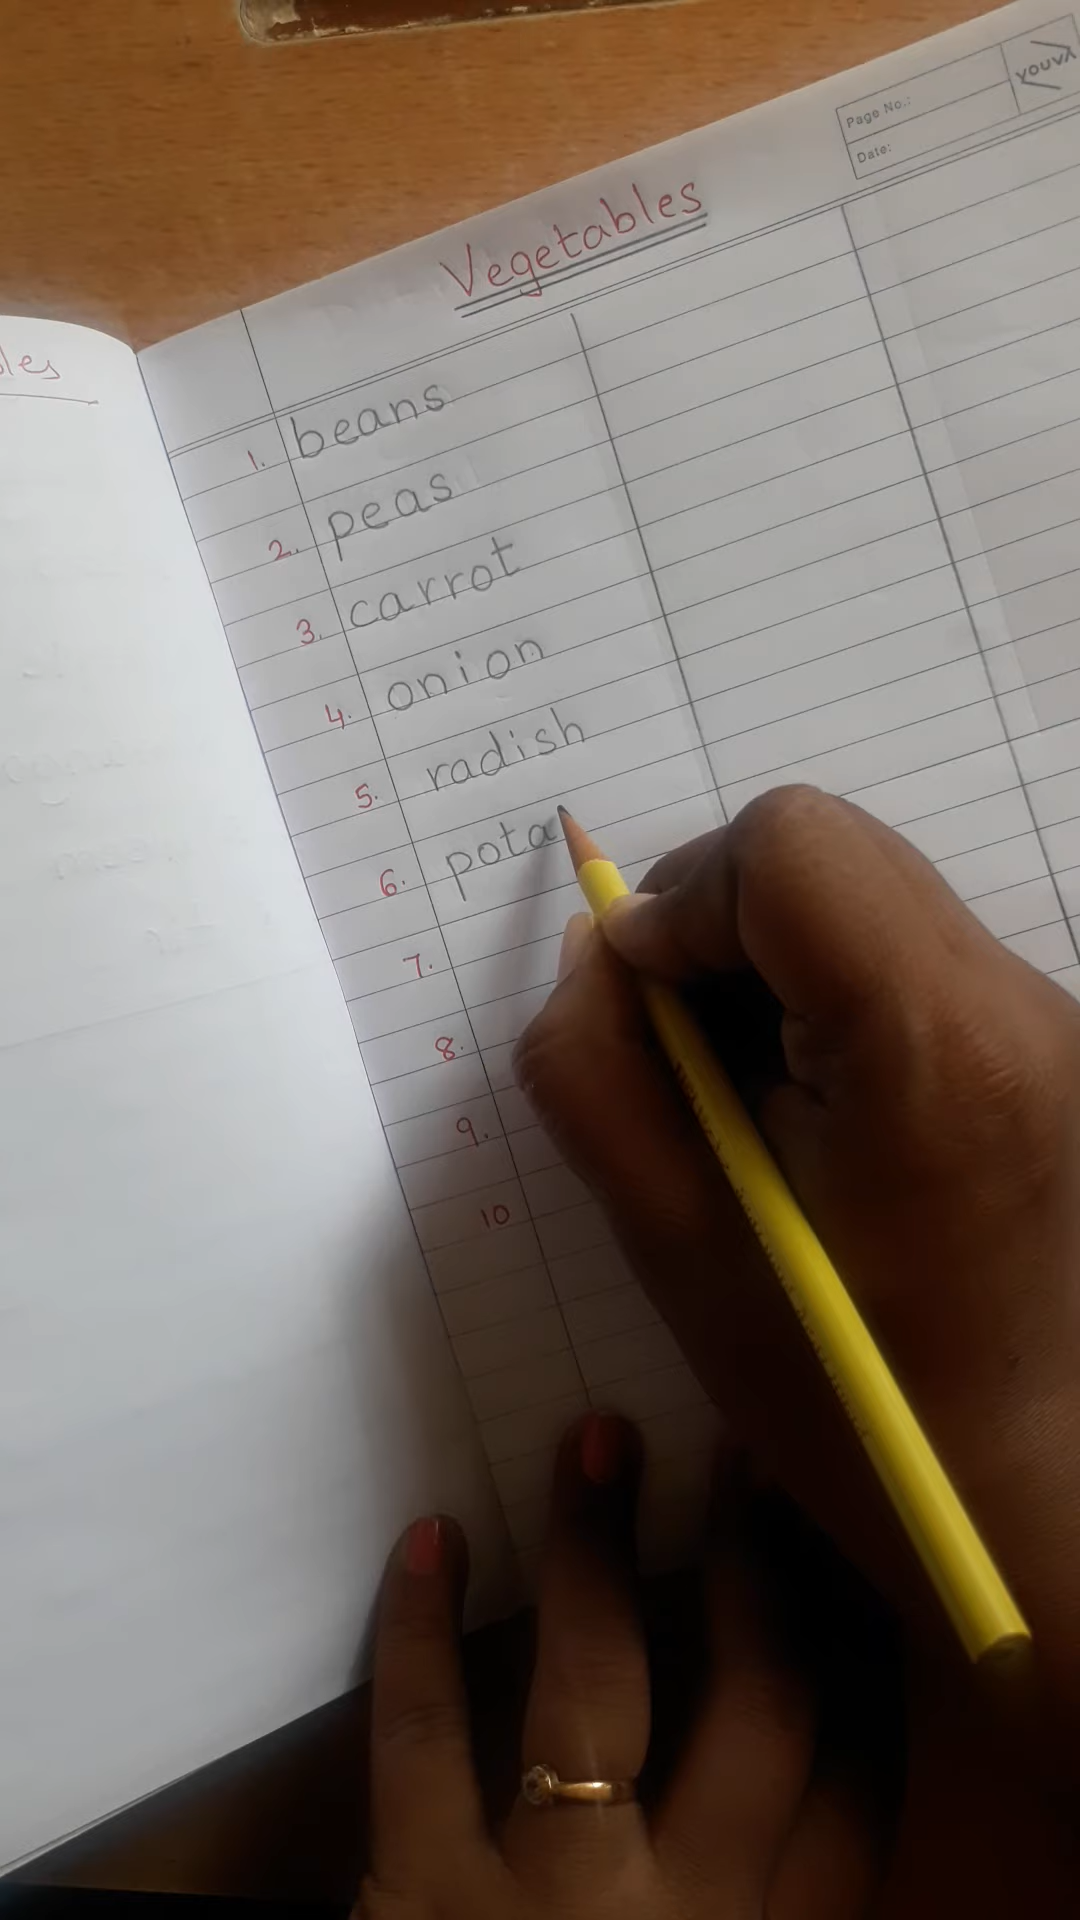 les
Page No.:
Date:
YOUVA
Vegetables
1. beans
2. peas
3. carrot
4. onion
5. radish
6. pota
7.
8.
9.
10